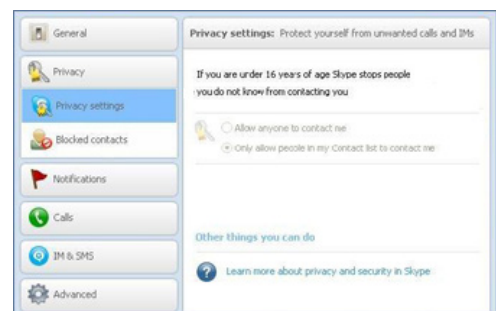 General
Privacy
Privacy settings
Blocked contacts
Notifications
Calls
IM & SMS
Advanced
Privacy settings: Protect yourself from unwanted calls and IMs
If you are under 16 years of age Skype stops people
you do not know from contacting you
Allow anyone to contact me
Only allow people in my Contact list to contact me
Other things you can do
Learn more about privacy and security in Skype